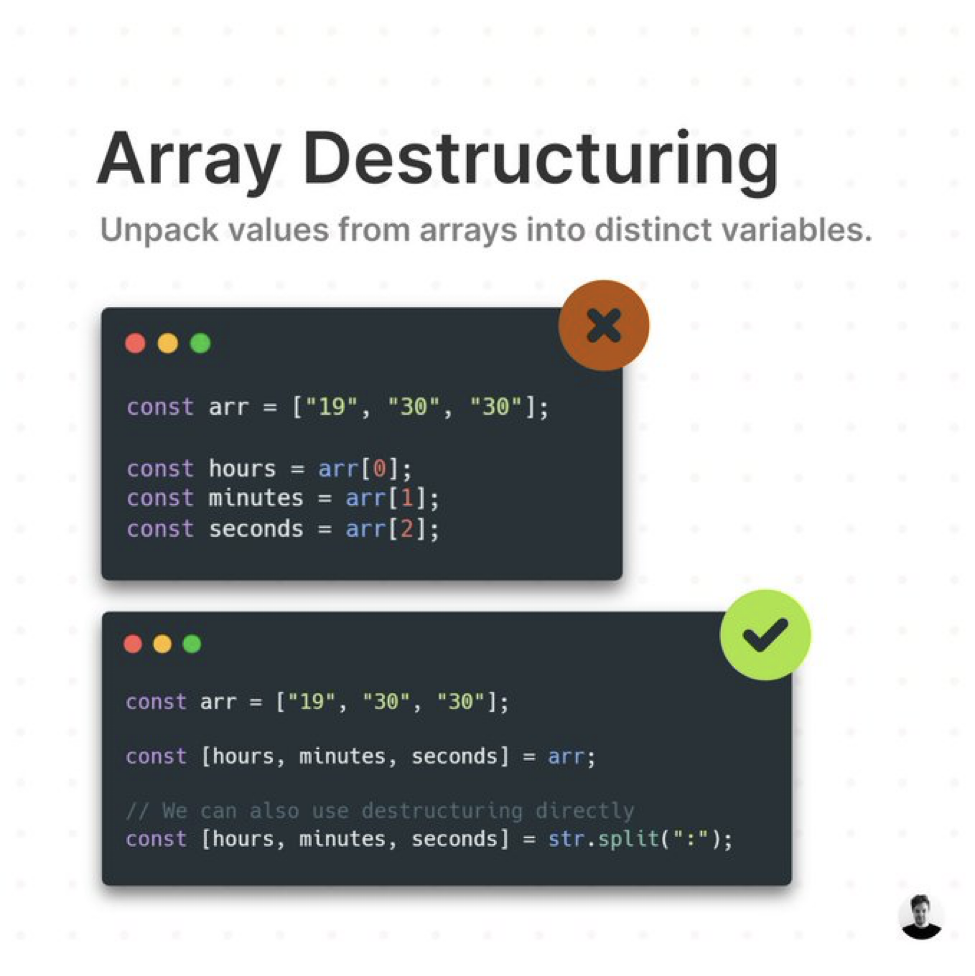 Array Destructuring
Unpack values from arrays into distinct variables.
const arr = ["19", "30", "30"];
const hours = arr[0];
const minutes = arr[1];
const seconds = arr[2];
const arr = ["19", "30", "30"];
const [hours, minutes, seconds] = arr;
// We can also use destructuring directly
const [hours, minutes, seconds] = str.split(":");